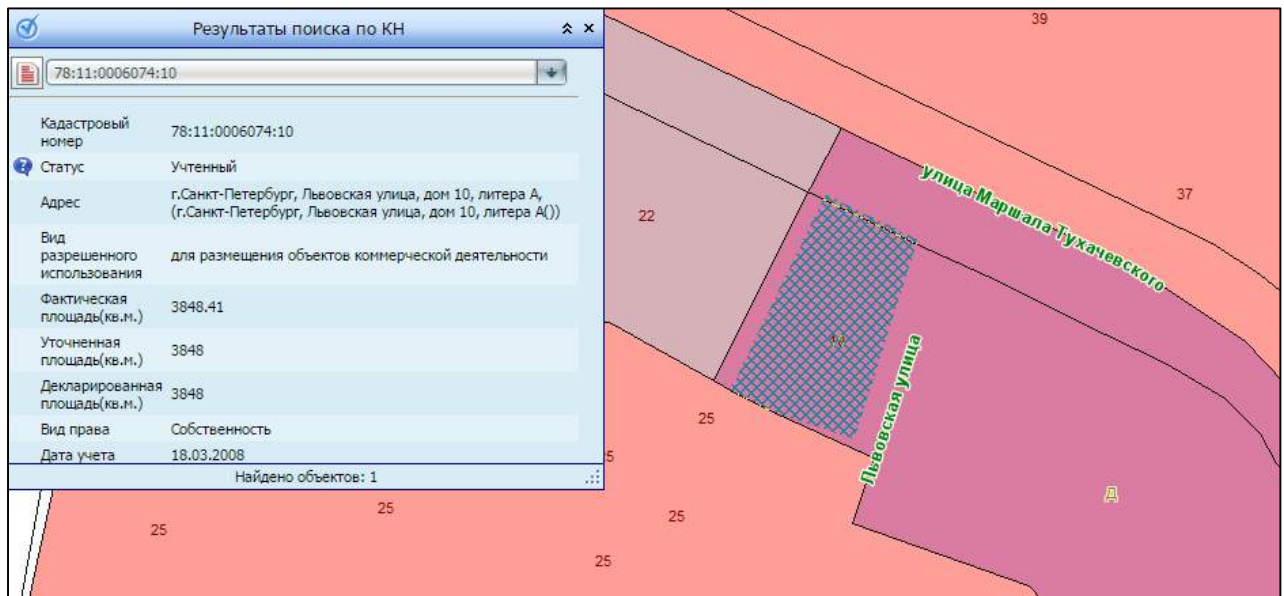 Результаты поиска по КН
78:11:0006074:10
Кадастровый
номер
78:11:0006074:10
Статус
Учтенный
Адрес
г.Санкт-Петербург, Львовская улица, дом 10, литера А,
(г.Санкт-Петербург, Львовская улица, дом 10, литера А())
Вид
разрешенного
использования
для размещения объектов коммерческой деятельности
Фактическая
площадь(кв.м.)
3848.41
Уточненная
площадь(кв.м.)
3848
Декларированная
площадь(кв.м.)
3848
Вид права
Собственность
Дата учета
18.03.2008
Найдено объектов: 1
39
37
22
улица Маршала Тухачевского
Львовская улица
25
Д
5
25
25
25
25